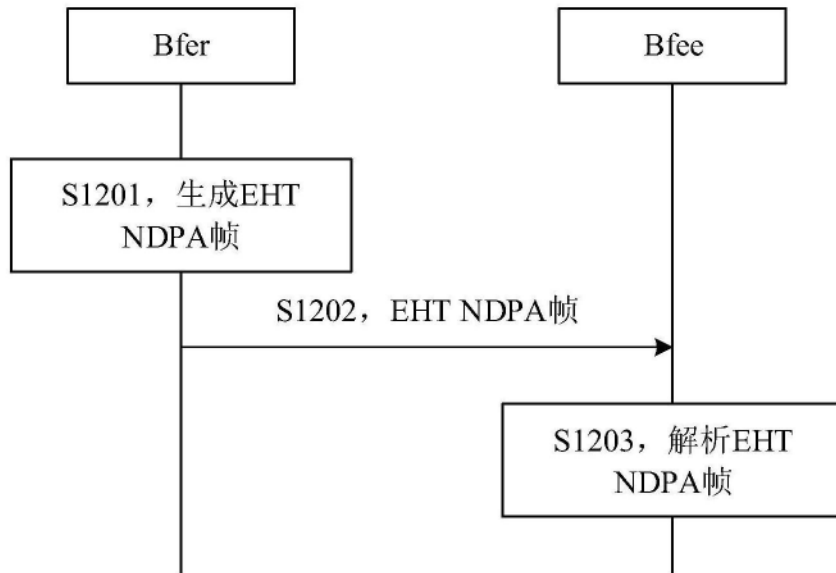 Bfer
Bfee
S1201，生成EHT
NDPA帧
S1202，EHT NDPA帧
S1203，解析EHT
NDPA帧